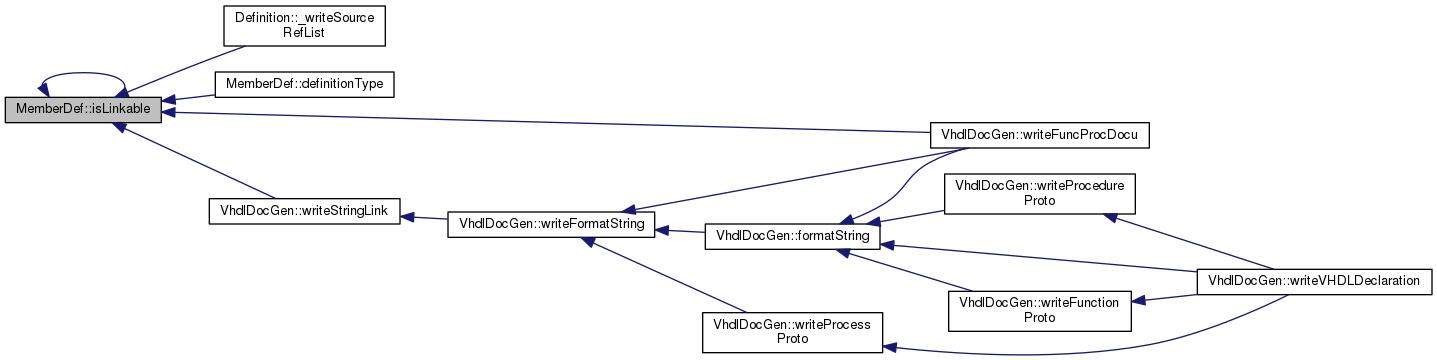 Definition::_writeSource
RefList
MemberDef::definitionType
MemberDef::isLinkable
VhdlDocGen::writeFuncProcDocu
VhdlDocGen::writeProcedure
Proto
VhdlDocGen::writeStringLink
VhdlDocGen::writeFormatString
VhdlDocGen::formatString
VhdlDocGen::writeVHDLDeclaration
VhdlDocGen::writeFunction
Proto
VhdlDocGen::writeProcess
Proto